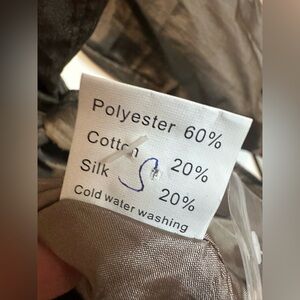 Polyester 60%
Cotton 20%
Silk S 20%
Cold water washing